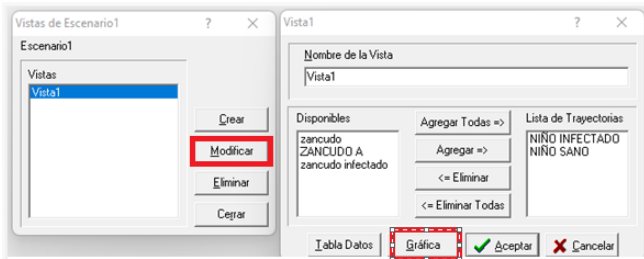 Vistas de Escenario1 ? ×
Escenario1
Vistas
Vista1
Crear
Modificar
Eliminar
Cerrar
Vista1 ? ×
Nombre de la Vista
Vista1
Disponibles
zancudo
ZANCUDO A
zancudo infectado
Agregar Todas =>
Agregar =>
<= Eliminar
<= Eliminar Todas
Lista de Trayectorias
NIÑO INFECTADO
NIÑO SANO
Tabla Datos
Gráfica
Aceptar
Cancelar